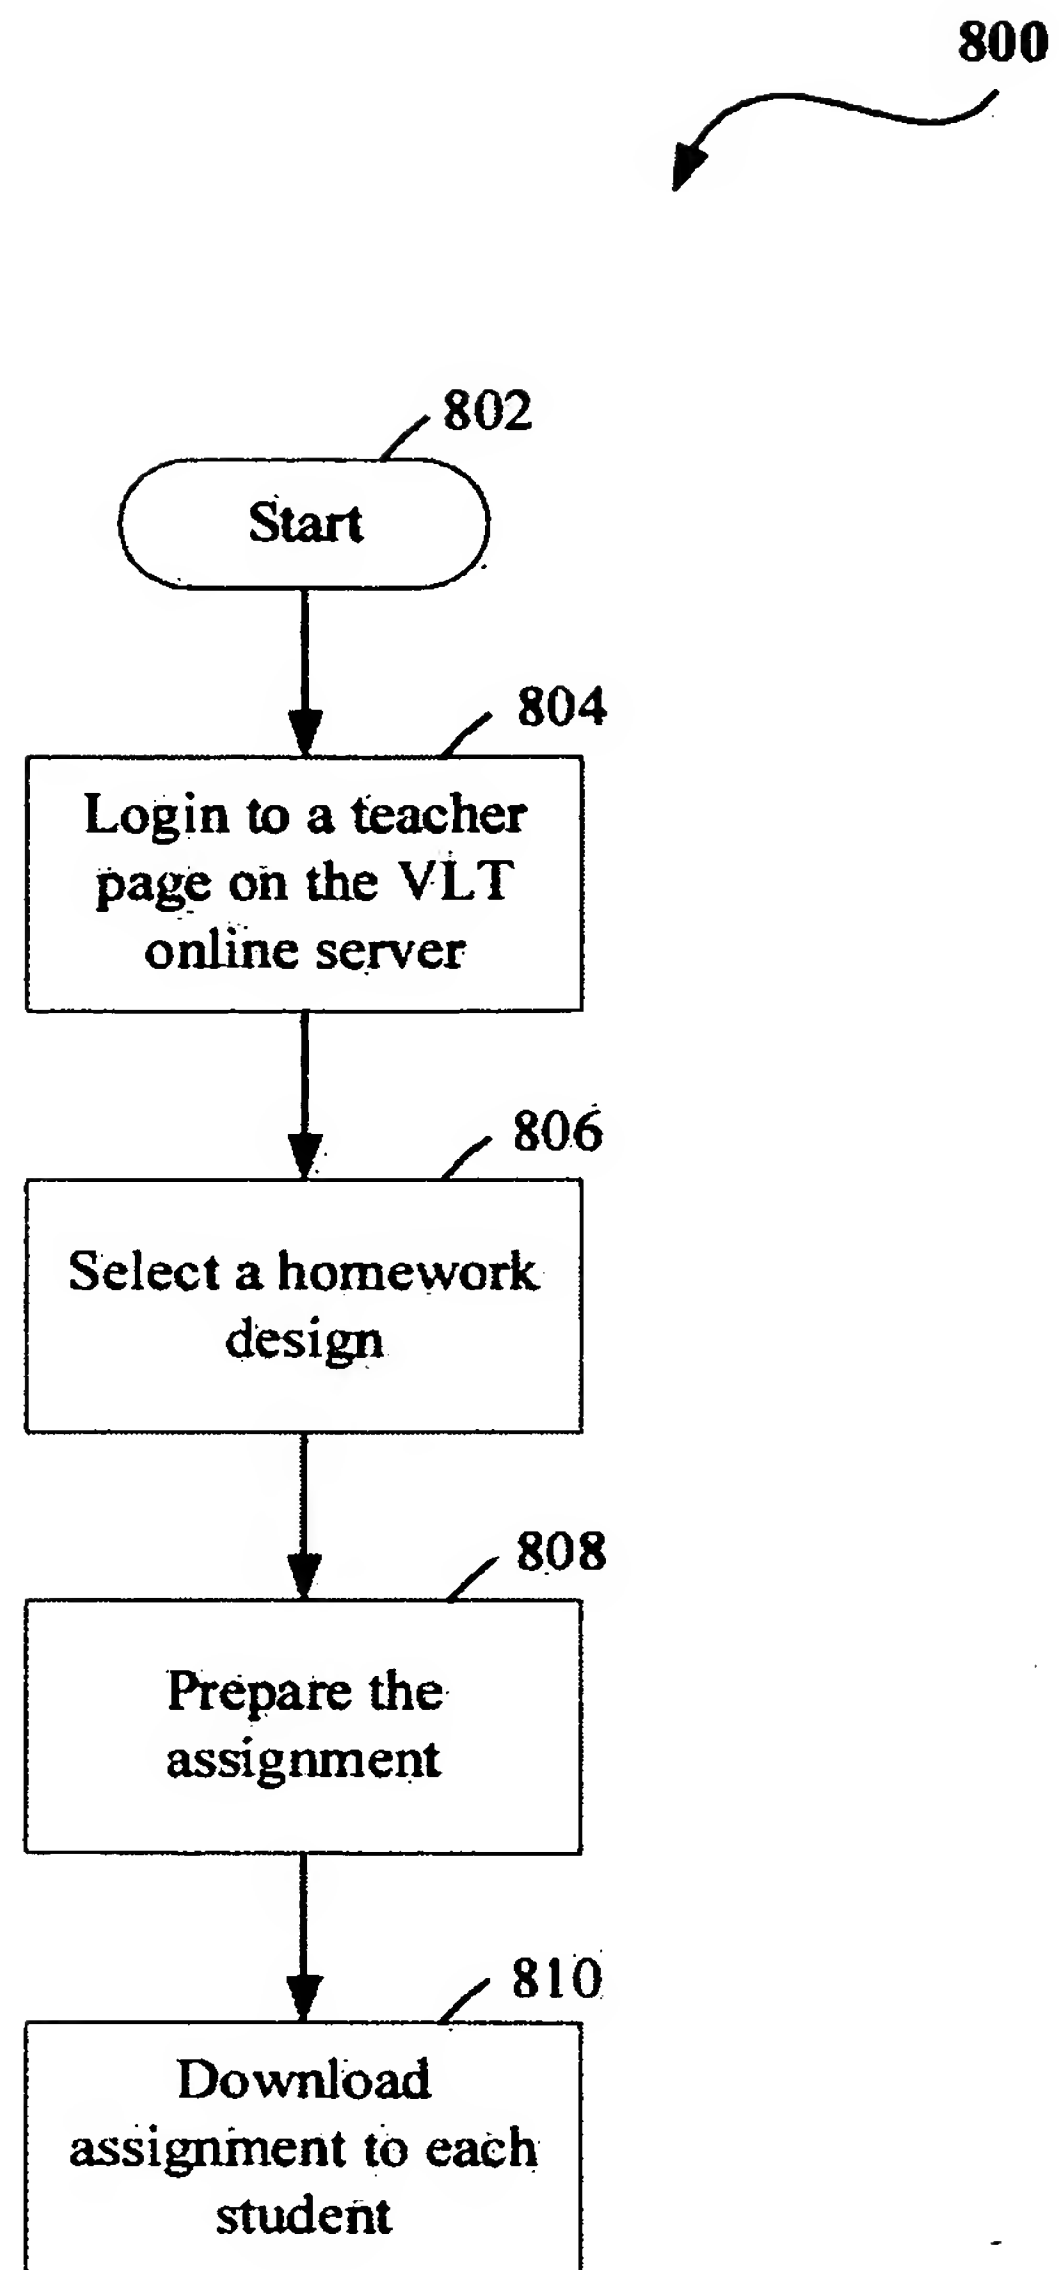 800
802
Start
804
Login to a teacher
page on the VLT
online server
806
Select a homework
design
808
Prepare the
assignment
810
Download
assignment to each
student